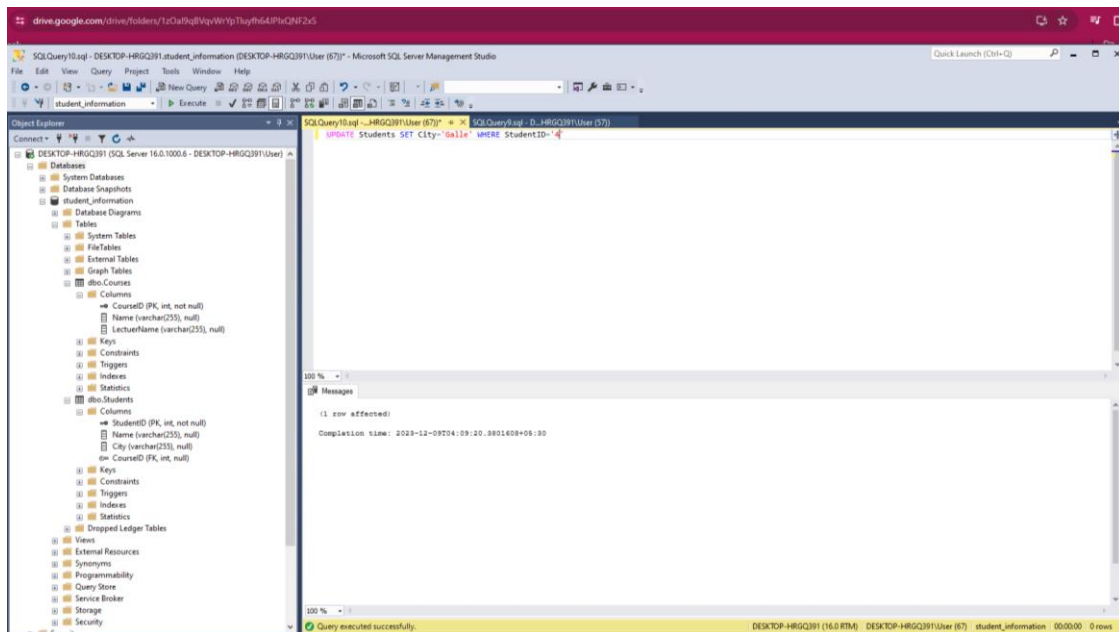 drive.google.com/drive/folders/
SQLQuery10.sql - DESKTOP-HRGQ391.student_information (DESKTOP-HRGQ391\User (67))* - Microsoft SQL Server Management Studio
Quick Launch (Ctrl+Q)
File Edit View Query Project Tools Window Help
New Query
student_information Execute
Object Explorer
SQLQuery10.sql -...HRGQ391\User (67))* SQLQuery9.sql - D...HRGQ391\User (57))
Connect
UPDATE Students SET City='Galle' WHERE StudentID='4'
DESKTOP-HRGQ391 (SQL Server 16.0.1000.6 - DESKTOP-HRGQ391\User)
Databases
System Databases
Database Snapshots
student_information
Database Diagrams
Tables
System Tables
FileTables
External Tables
Graph Tables
dbo.Courses
Columns
CourseID (PK, int, not null)
Name (varchar(255), null)
LectuerName (varchar(255), null)
Keys
Constraints
Triggers
Indexes
Statistics
dbo.Students
Columns
StudentID (PK, int, not null)
Name (varchar(255), null)
City (varchar(255), null)
CourseID (FK, int, null)
Keys
Constraints
Triggers
Indexes
Statistics
Dropped Ledger Tables
Views
External Resources
Synonyms
Programmability
Query Store
Service Broker
Storage
Security
100 %
Messages
(1 row affected)
Completion time: 2023-12-09T04:09:20.3801608+05:30
100 %
Query executed successfully.
DESKTOP-HRGQ391 (16.0 RTM) DESKTOP-HRGQ391\User (67) student_information 00:00:00 0 rows